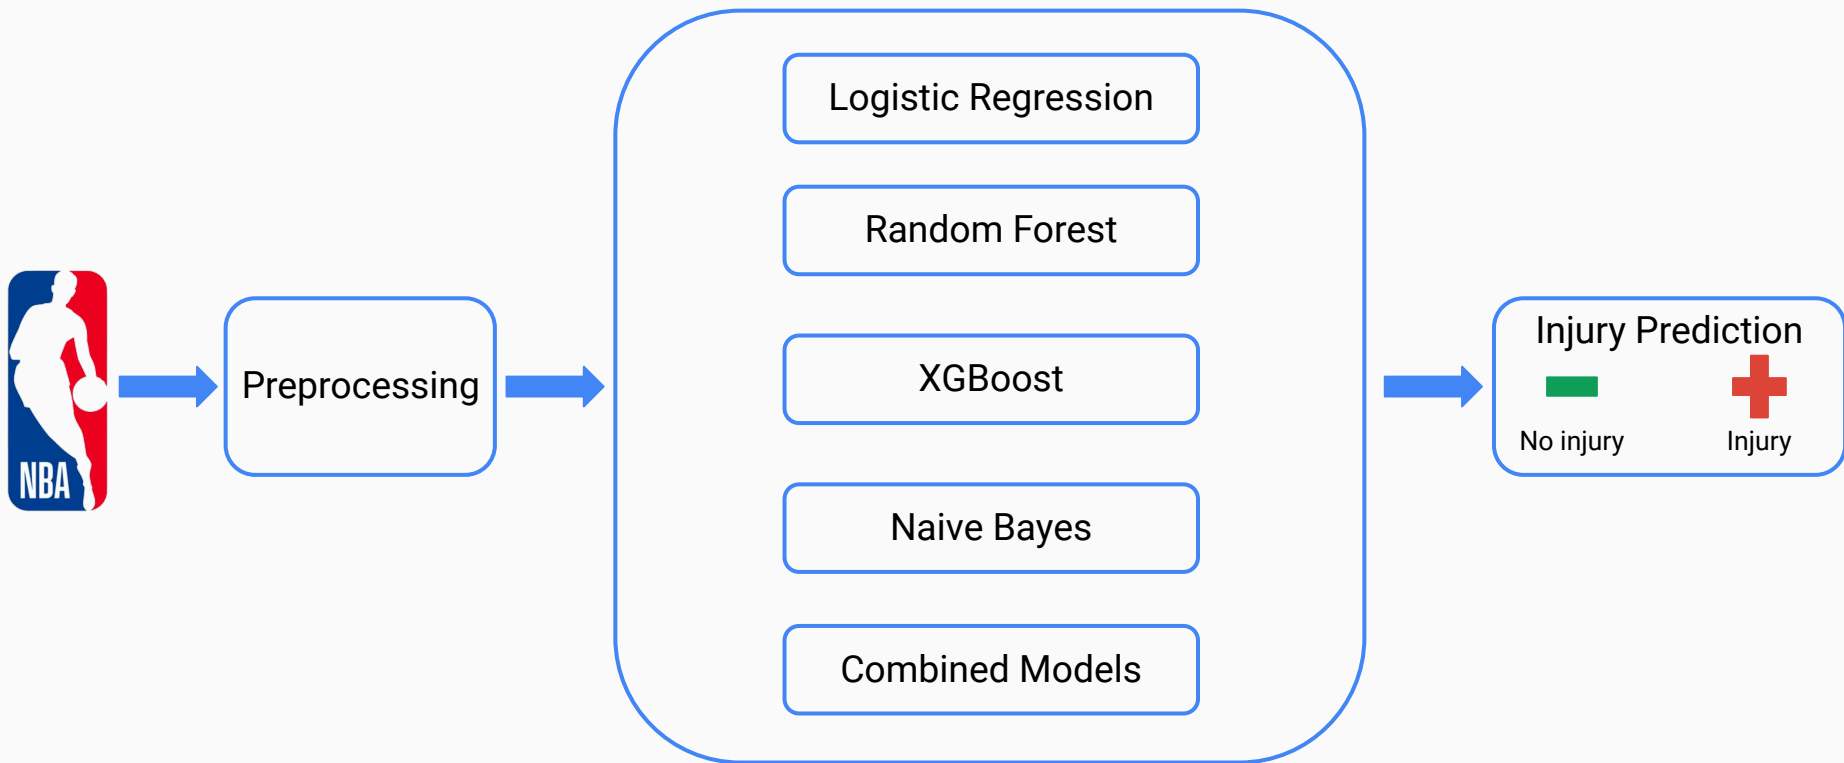 NBA
Preprocessing
Logistic Regression
Random Forest
XGBoost
Naive Bayes
Combined Models
Injury Prediction
No injury
Injury